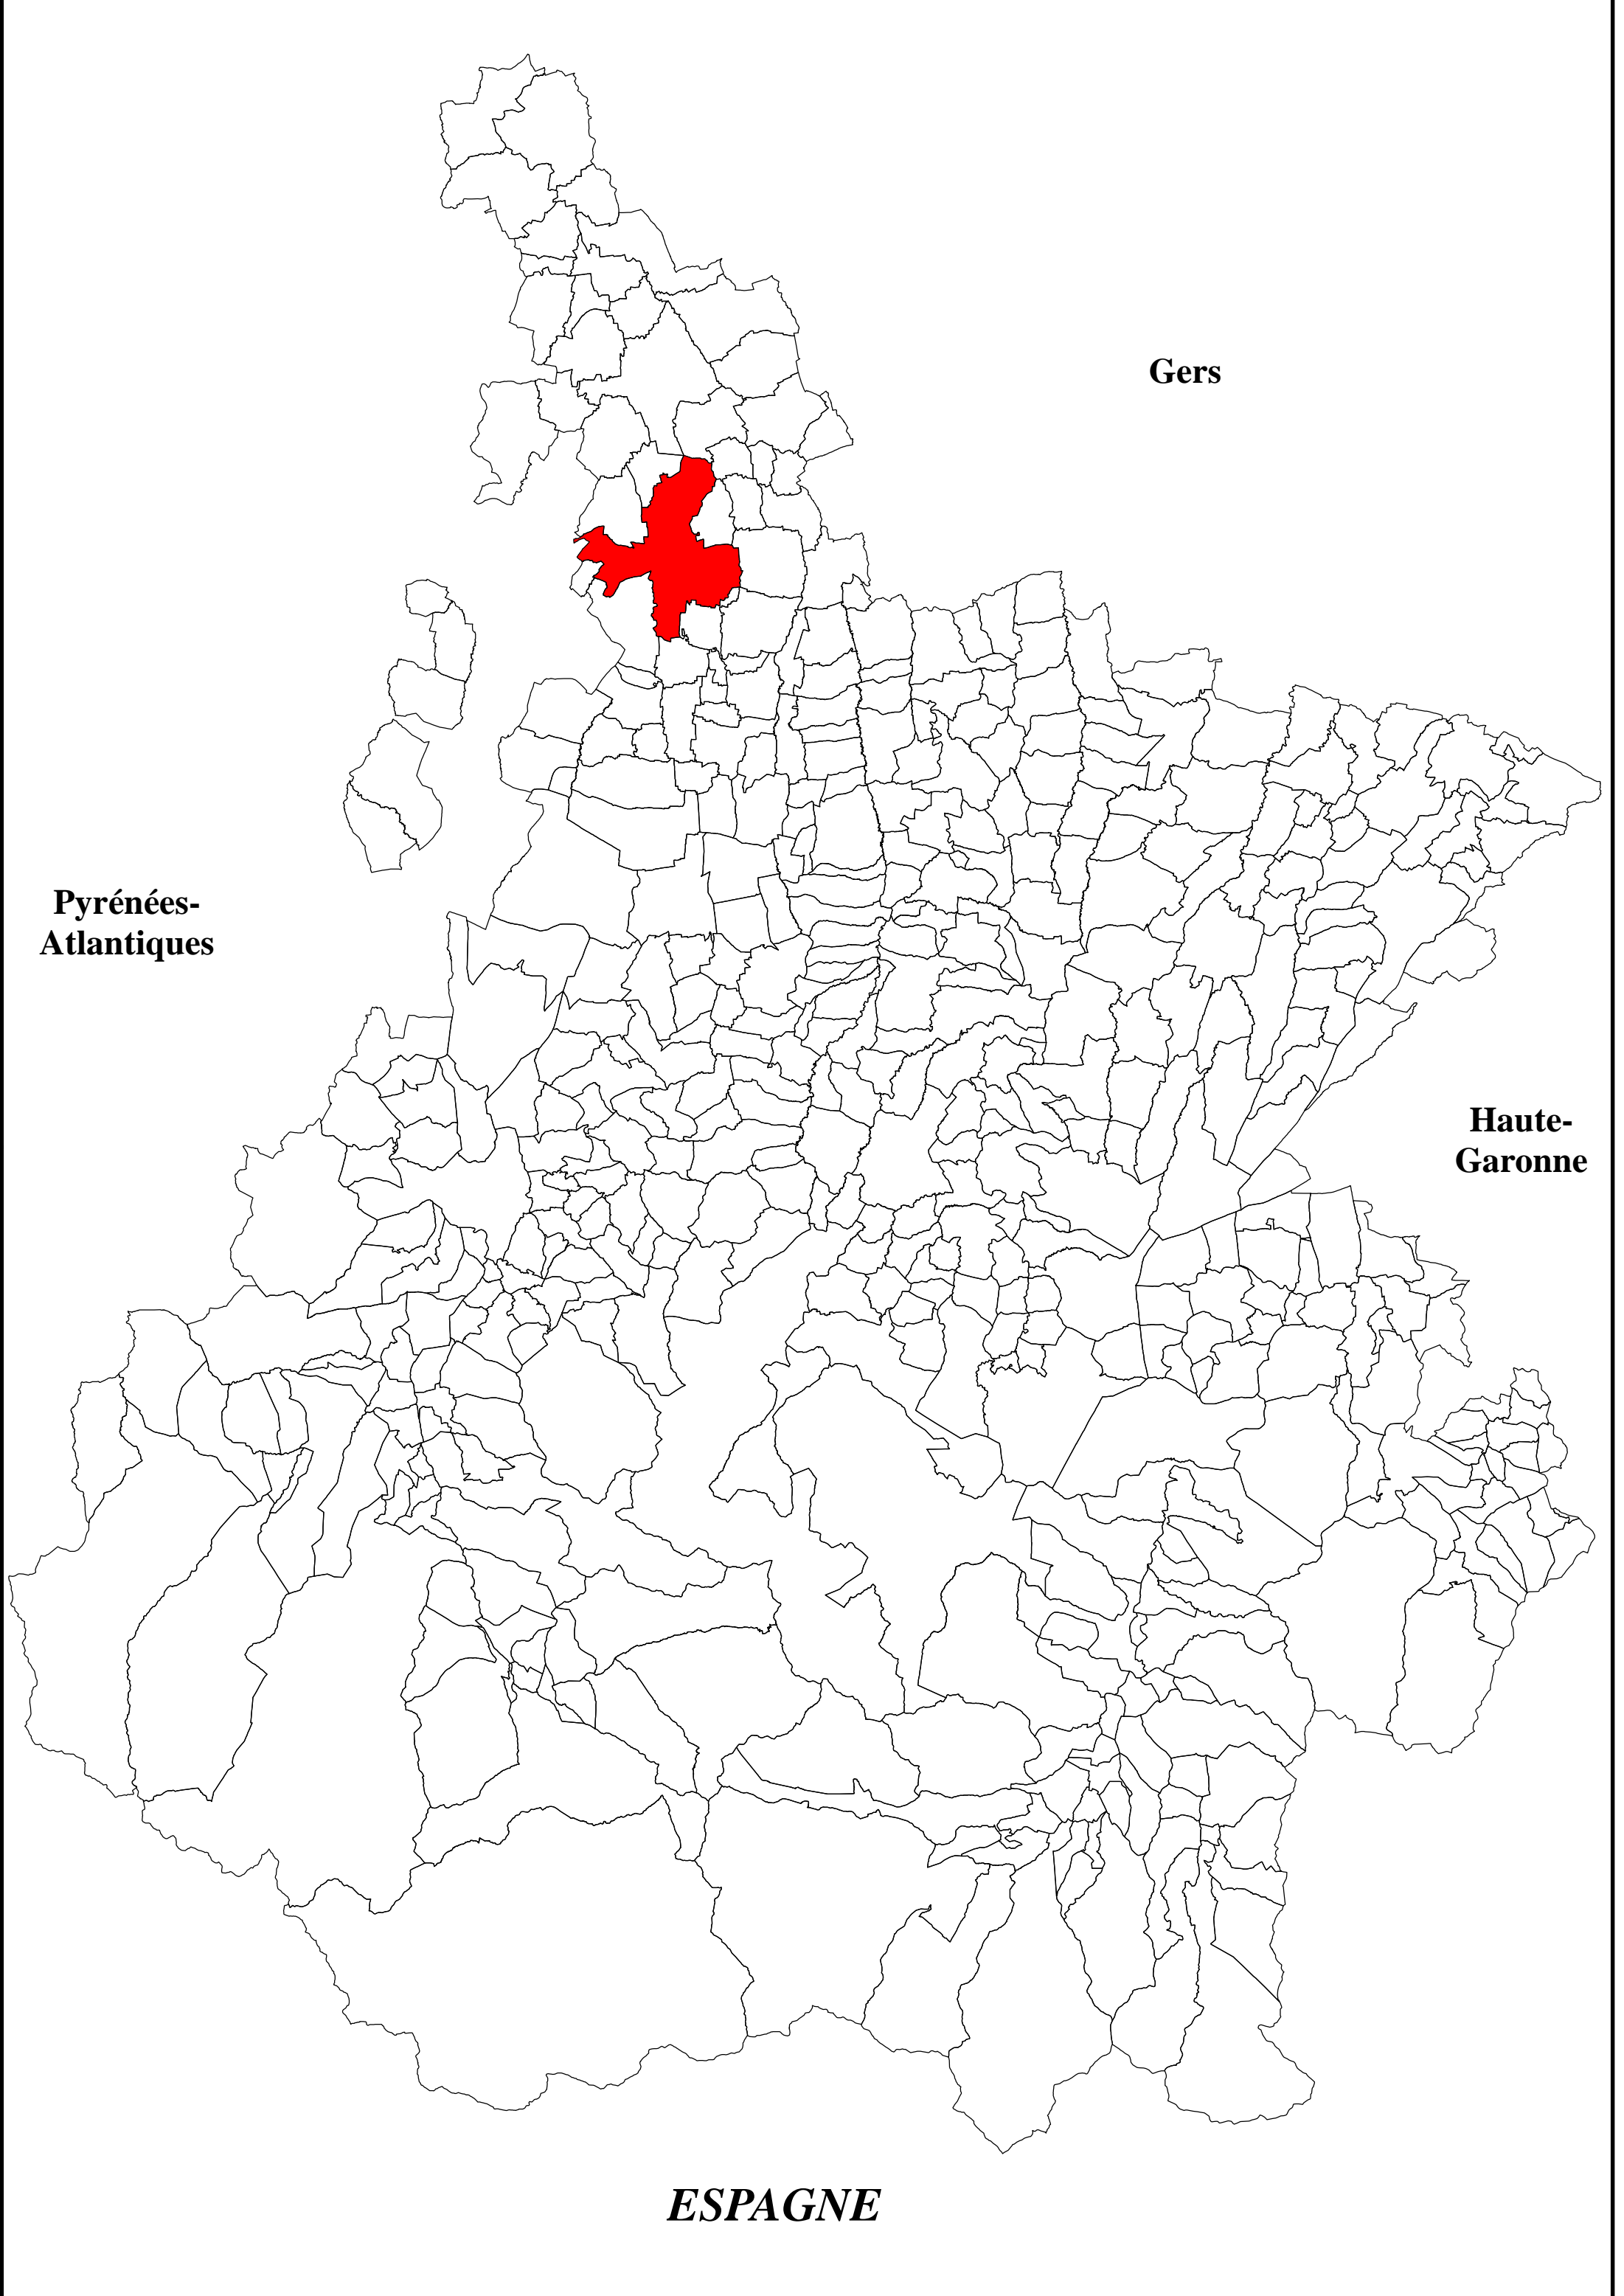 Gers
Pyrénées-
Atlantiques
Haute-
Garonne
ESPAGNE